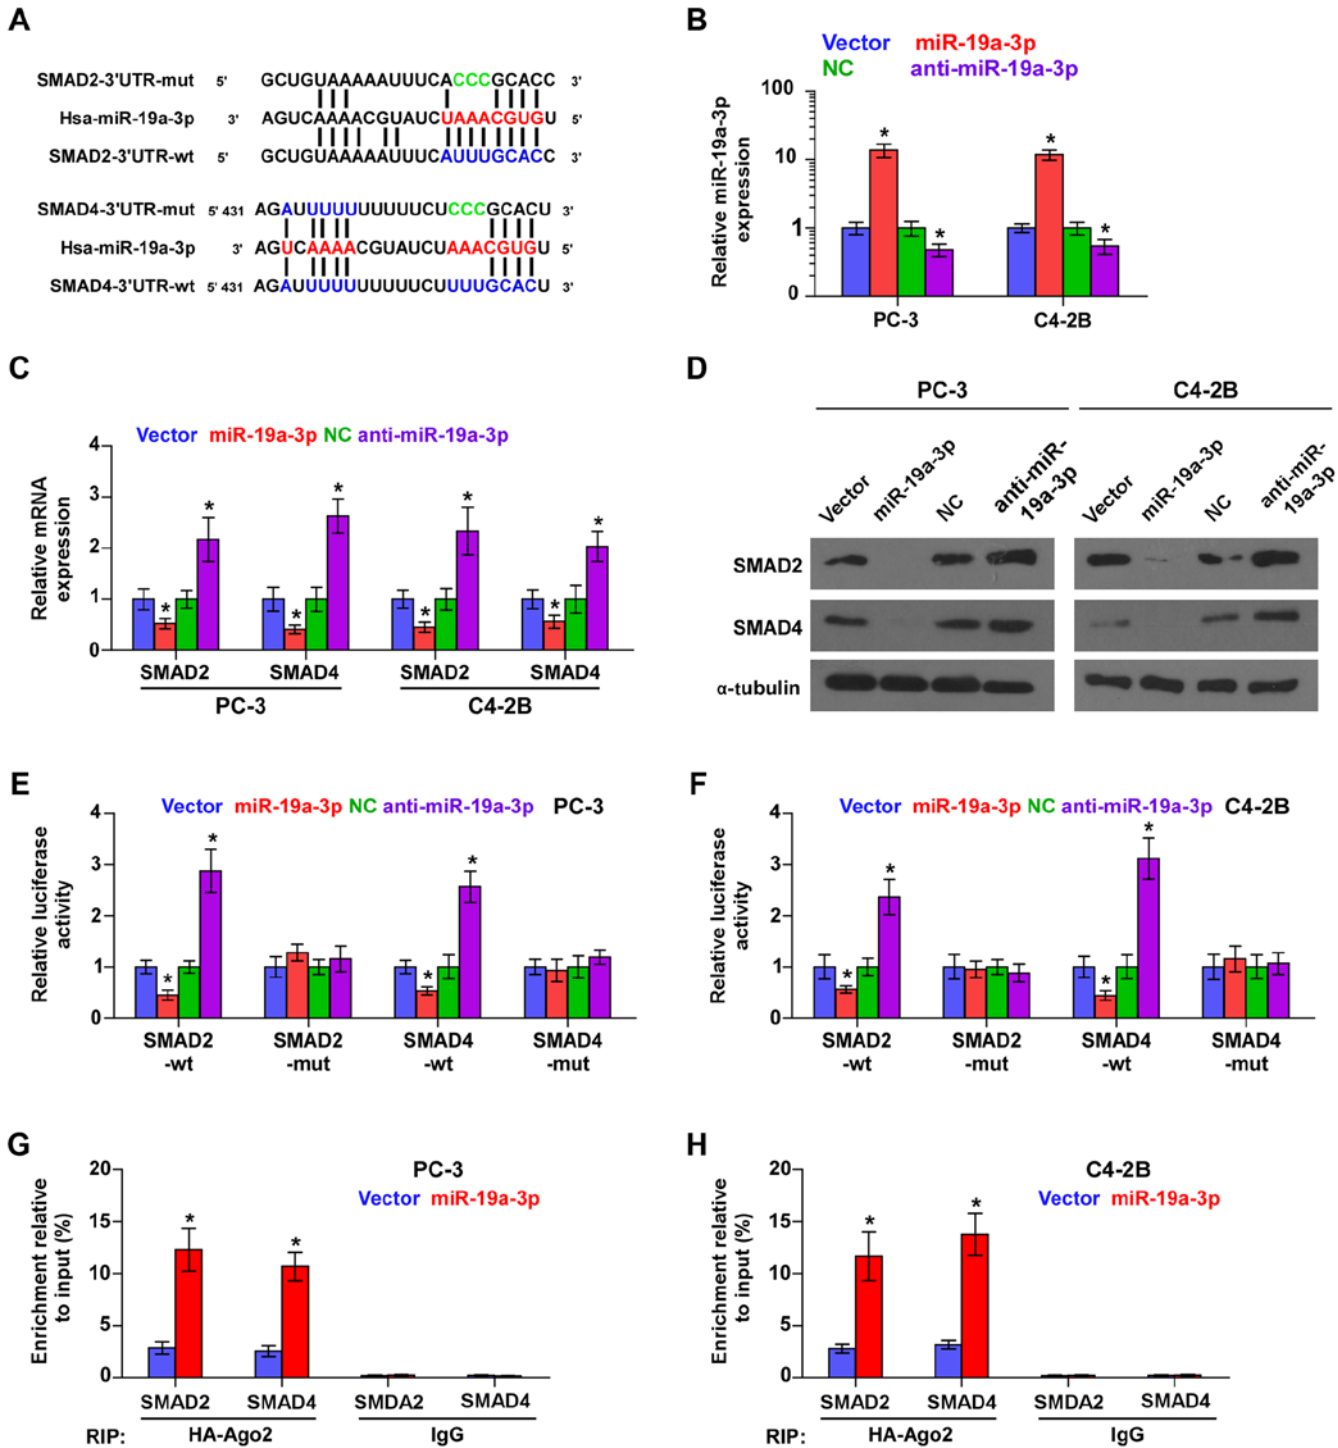 A
SMAD2-3'UTR-mut 5' GCUGUAAAAAUUUCACCCGCACC 3'
Hsa-miR-19a-3p 3' AGUCAAAACGUAUCUAAACGUGU 5'
SMAD2-3'UTR-wt 5' GCUGUAAAAAUUUCAUUUGCACC 3'
SMAD4-3'UTR-mut 5' 431 AGAUUUUUUUUUCUCCCGCACU 3'
Hsa-miR-19a-3p 3' AGUCAAAACGUAUCUAAACGUGU 5'
SMAD4-3'UTR-wt 5' 431 AGAUUUUUUUUUCUUUUGCACU 3'
B
Vector miR-19a-3p
NC anti-miR-19a-3p
Relative miR-19a-3p
expression
100
10
1
0
* * * *
PC-3 C4-2B
C
Vector miR-19a-3p NC anti-miR-19a-3p
Relative mRNA
expression
4
3
2
1
0
* * * * * * * *
SMAD2 SMAD4 SMAD2 SMAD4
PC-3 C4-2B
D
PC-3 C4-2B
Vector miR-19a-3p NC anti-miR-19a-3p Vector miR-19a-3p NC anti-miR-19a-3p
SMAD2
SMAD4
α-tubulin
E
Vector miR-19a-3p NC anti-miR-19a-3p PC-3
Relative luciferase
activity
4
3
2
1
0
* * * *
SMAD2 SMAD2 SMAD4 SMAD4
-wt -mut -wt -mut
F
Vector miR-19a-3p NC anti-miR-19a-3p C4-2B
Relative luciferase
activity
4
3
2
1
0
* * * *
SMAD2 SMAD2 SMAD4 SMAD4
-wt -mut -wt -mut
G
PC-3
Vector miR-19a-3p
Enrichment relative
to input (%)
20
15
10
5
0
* *
SMAD2 SMAD4 SMDA2 SMAD4
RIP: HA-Ago2 IgG
H
C4-2B
Vector miR-19a-3p
Enrichment relative
to input (%)
20
15
10
5
0
* *
SMAD2 SMAD4 SMDA2 SMAD4
RIP: HA-Ago2 IgG